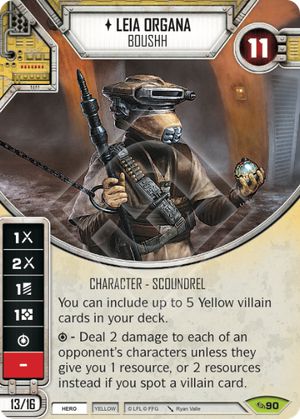 LEIA ORGANA
BOUSHH
11
1
2
1
1
CHARACTER - SCOUNDREL
You can include up to 5 Yellow villain
cards in your deck.
- Deal 2 damage to each of an
opponent's characters unless they
give you 1 resource, or 2 resources
instead if you spot a villain card.
–
13/16
HERO
YELLOW
© LFL © FFG
Ryan Valle
90